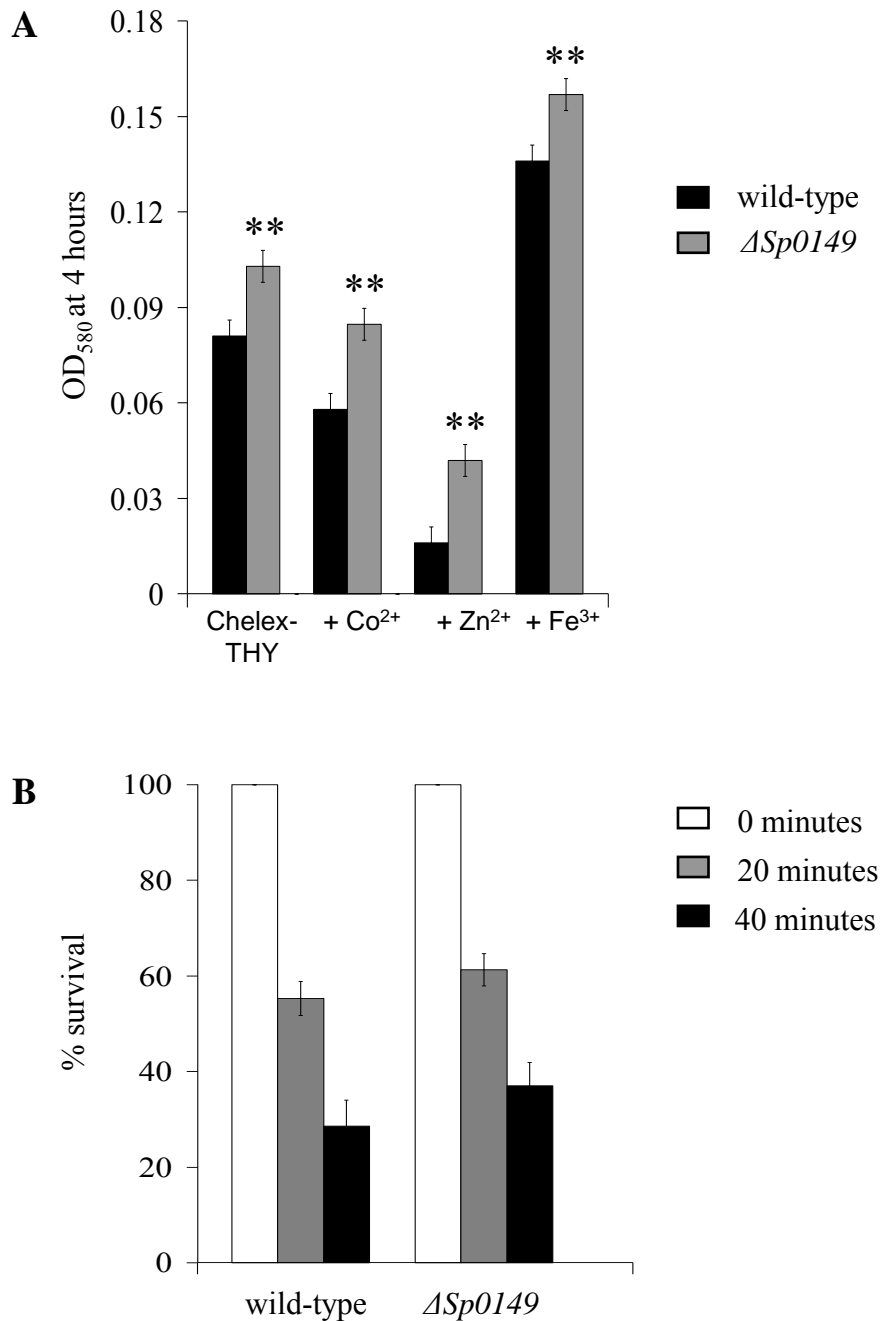 A
0.18
0.15
0.12
0.09
0.06
0.03
0
OD₅₈₀ at 4 hours
**
**
**
**
Chelex-
THY
+ Co²⁺
+ Zn²⁺
+ Fe³⁺
wild-type
ΔSp0149
B
100
80
60
40
20
0
% survival
wild-type
ΔSp0149
0 minutes
20 minutes
40 minutes